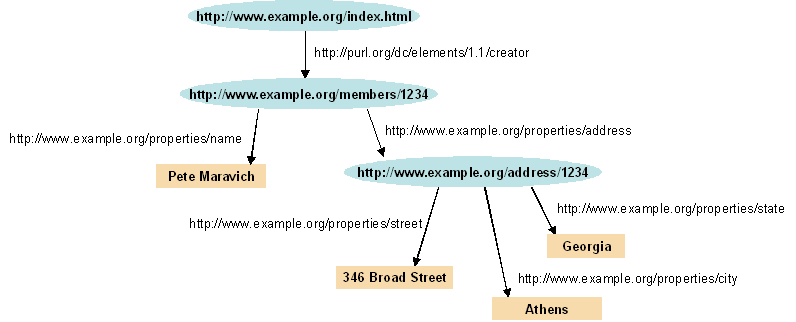 http://www.example.org/index.html
http://purl.org/dc/elements/1.1/creator
http://www.example.org/members/1234
http://www.example.org/properties/name
http://www.example.org/properties/address
Pete Maravich
http://www.example.org/address/1234
http://www.example.org/properties/street
http://www.example.org/properties/state
Georgia
346 Broad Street
http://www.example.org/properties/city
Athens